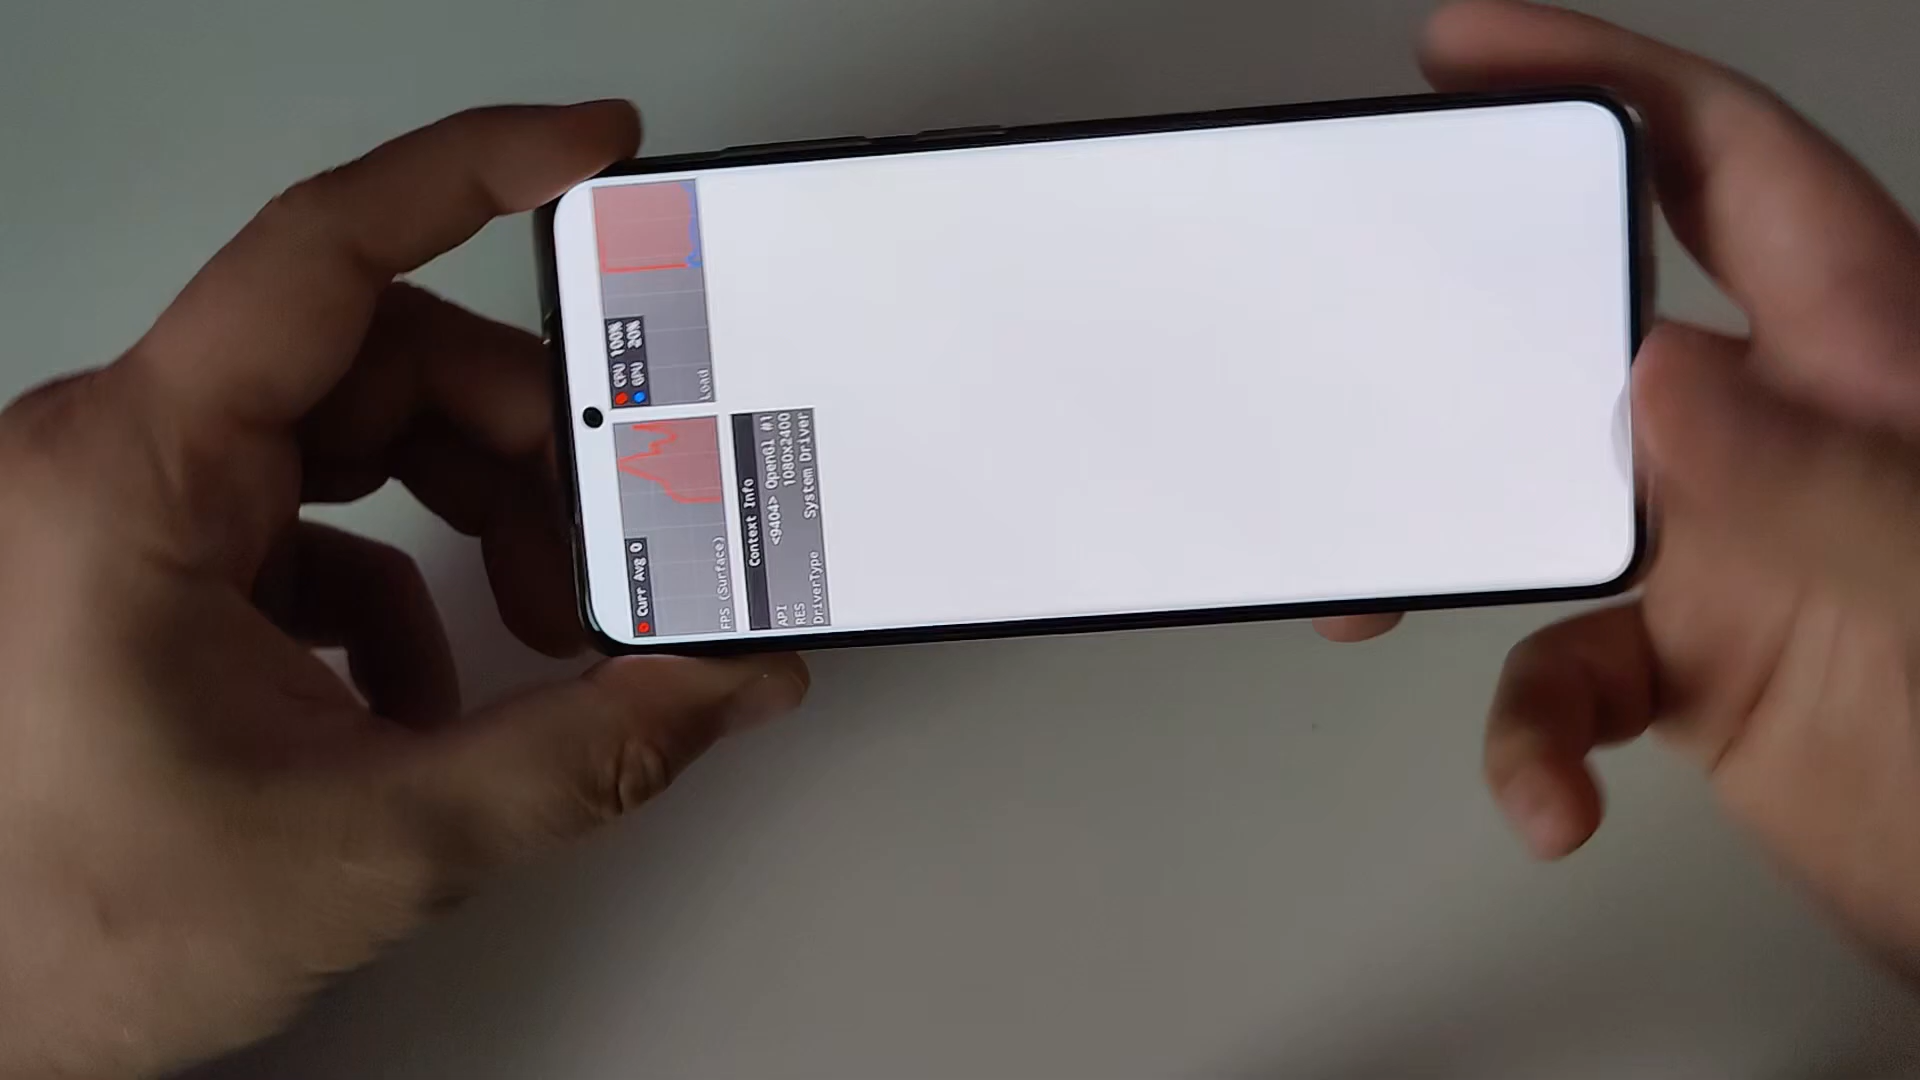 Curr Avg 0
FPS (Surface)
CPU 100%
GPU 20%
Load
Context Info
<9404> OpenGl #1
API
RES 1080x2400
DriverType System Driver